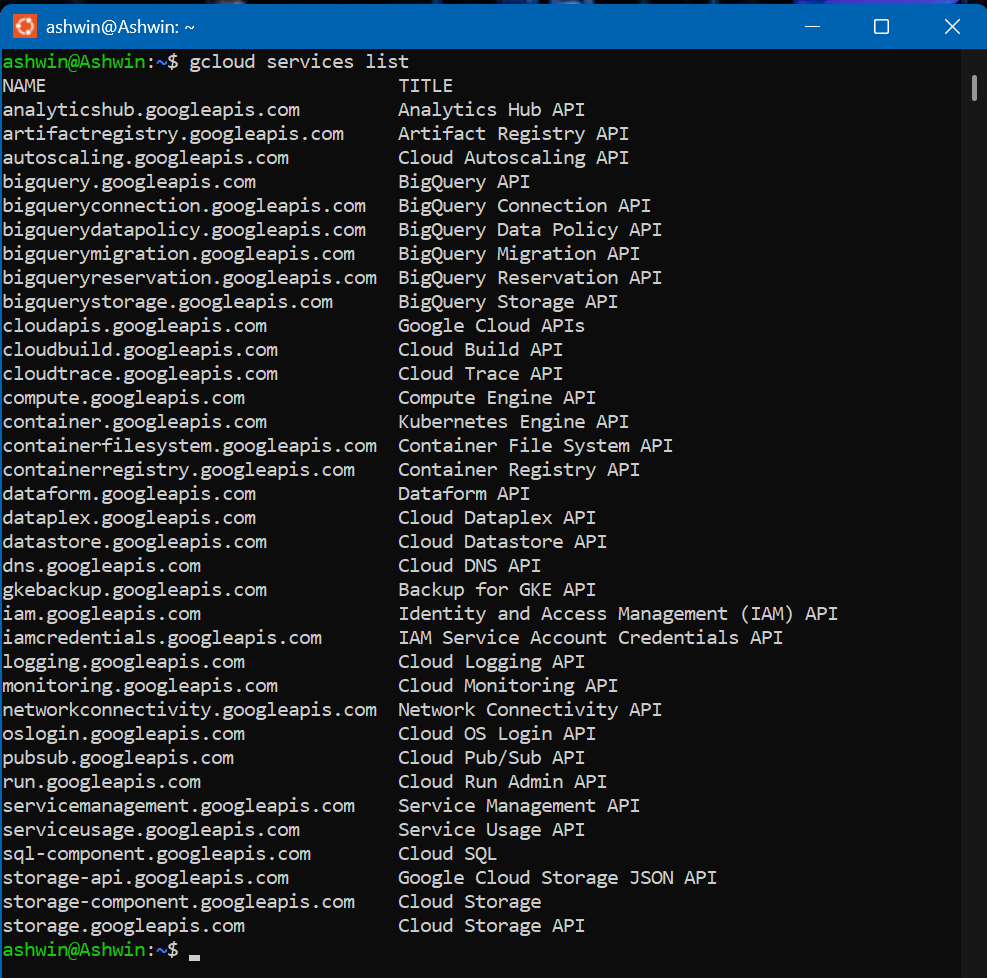 ashwin@Ashwin: ~
ashwin@Ashwin:~$ gcloud services list
NAME TITLE
analyticshub.googleapis.com Analytics Hub API
artifactregistry.googleapis.com Artifact Registry API
autoscaling.googleapis.com Cloud Autoscaling API
bigquery.googleapis.com BigQuery API
bigqueryconnection.googleapis.com BigQuery Connection API
bigquerydatapolicy.googleapis.com BigQuery Data Policy API
bigquerymigration.googleapis.com BigQuery Migration API
bigqueryreservation.googleapis.com BigQuery Reservation API
bigquerystorage.googleapis.com BigQuery Storage API
cloudapis.googleapis.com Google Cloud APIs
cloudbuild.googleapis.com Cloud Build API
cloudtrace.googleapis.com Cloud Trace API
compute.googleapis.com Compute Engine API
container.googleapis.com Kubernetes Engine API
containerfilesystem.googleapis.com Container File System API
containerregistry.googleapis.com Container Registry API
dataform.googleapis.com Dataform API
dataplex.googleapis.com Cloud Dataplex API
datastore.googleapis.com Cloud Datastore API
dns.googleapis.com Cloud DNS API
gkebackup.googleapis.com Backup for GKE API
iam.googleapis.com Identity and Access Management (IAM) API
iamcredentials.googleapis.com IAM Service Account Credentials API
logging.googleapis.com Cloud Logging API
monitoring.googleapis.com Cloud Monitoring API
networkconnectivity.googleapis.com Network Connectivity API
oslogin.googleapis.com Cloud OS Login API
pubsub.googleapis.com Cloud Pub/Sub API
run.googleapis.com Cloud Run Admin API
servicemanagement.googleapis.com Service Management API
serviceusage.googleapis.com Service Usage API
sql-component.googleapis.com Cloud SQL
storage-api.googleapis.com Google Cloud Storage JSON API
storage-component.googleapis.com Cloud Storage
storage.googleapis.com Cloud Storage API
ashwin@Ashwin:~$